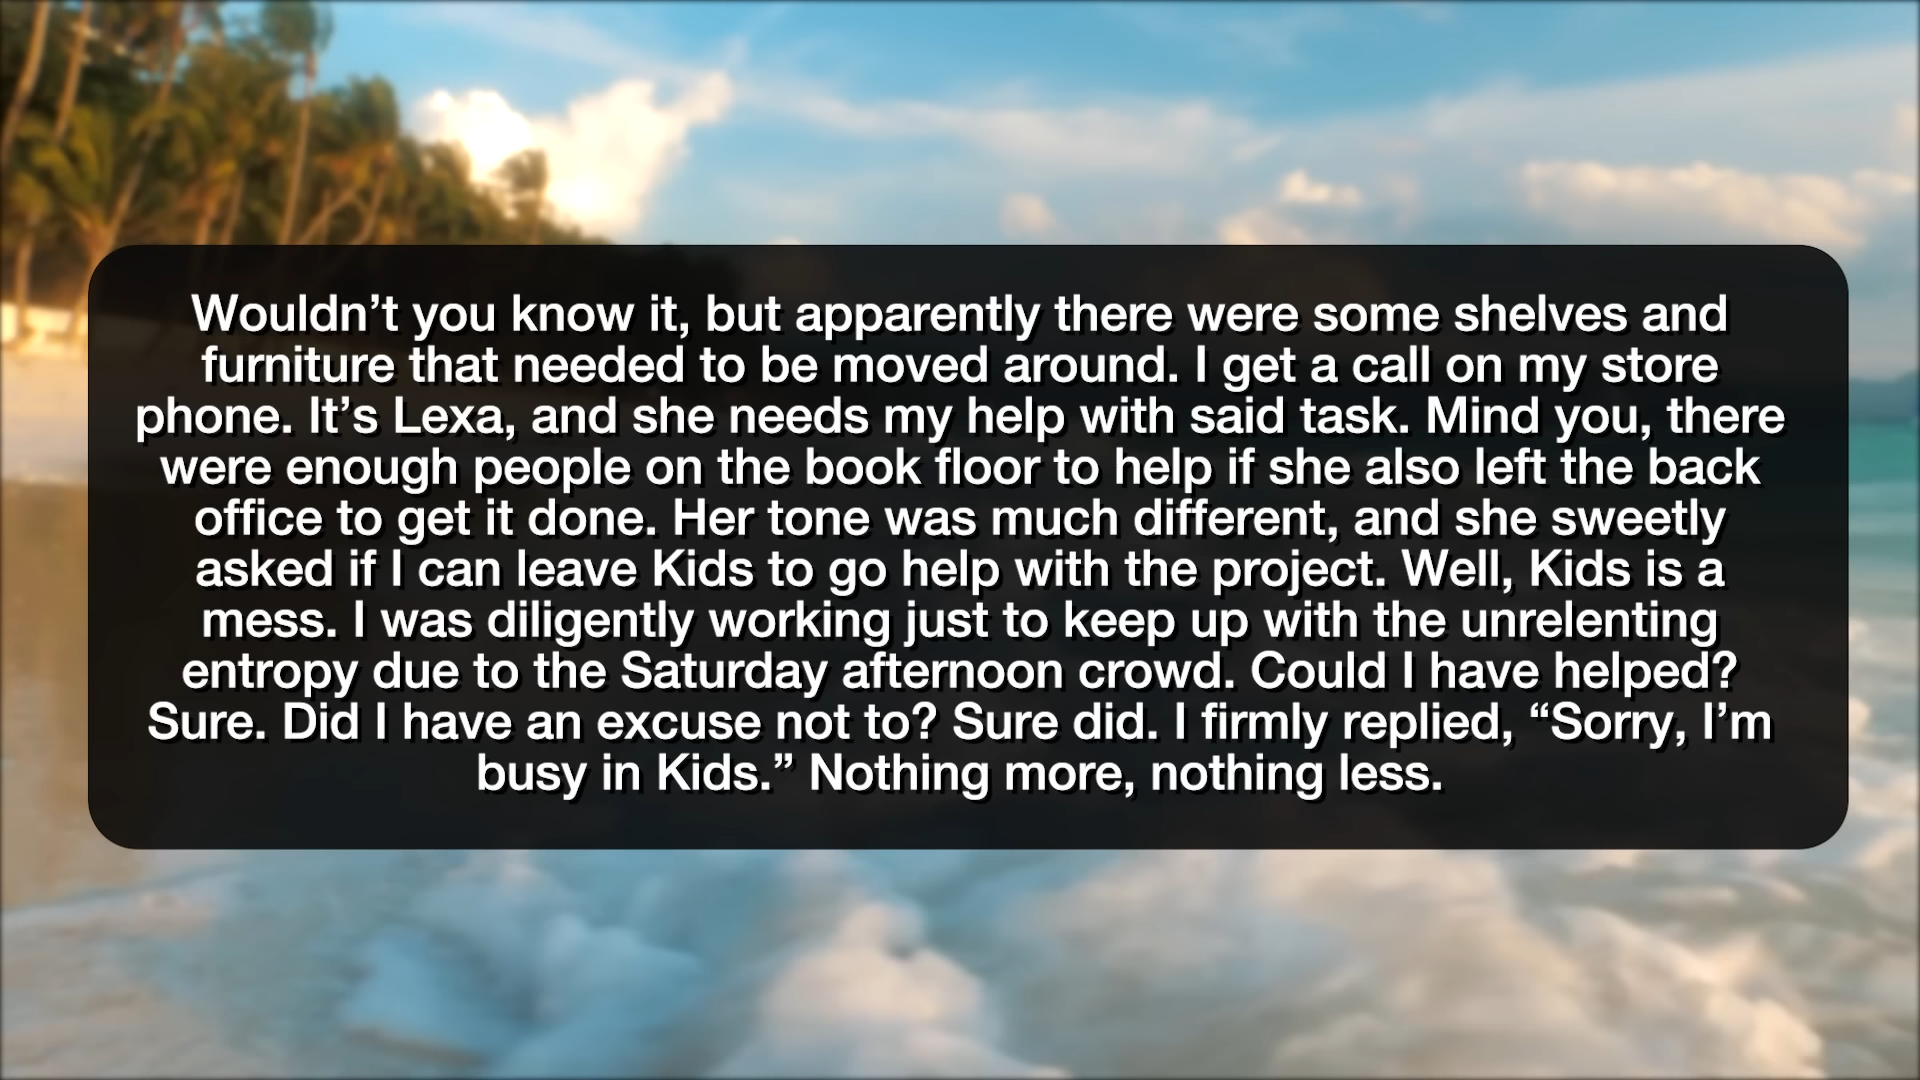 Wouldn’t you know it, but apparently there were some shelves and
furniture that needed to be moved around. I get a call on my store
phone. It’s Lexa, and she needs my help with said task. Mind you, there
were enough people on the book floor to help if she also left the back
office to get it done. Her tone was much different, and she sweetly
asked if I can leave Kids to go help with the project. Well, Kids is a
mess. I was diligently working just to keep up with the unrelenting
entropy due to the Saturday afternoon crowd. Could I have helped?
Sure. Did I have an excuse not to? Sure did. I firmly replied, “Sorry, I’m
busy in Kids.” Nothing more, nothing less.